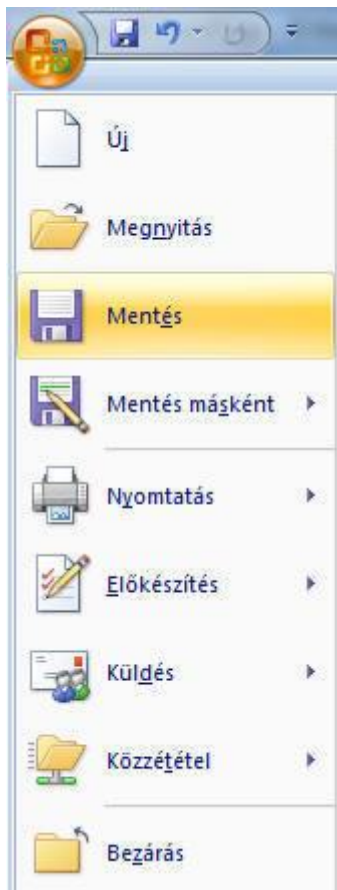 Új
Megnyitás
Mentés
Mentés másként
Nyomtatás
Előkészítés
Küldés
Közzététel
Bezárás